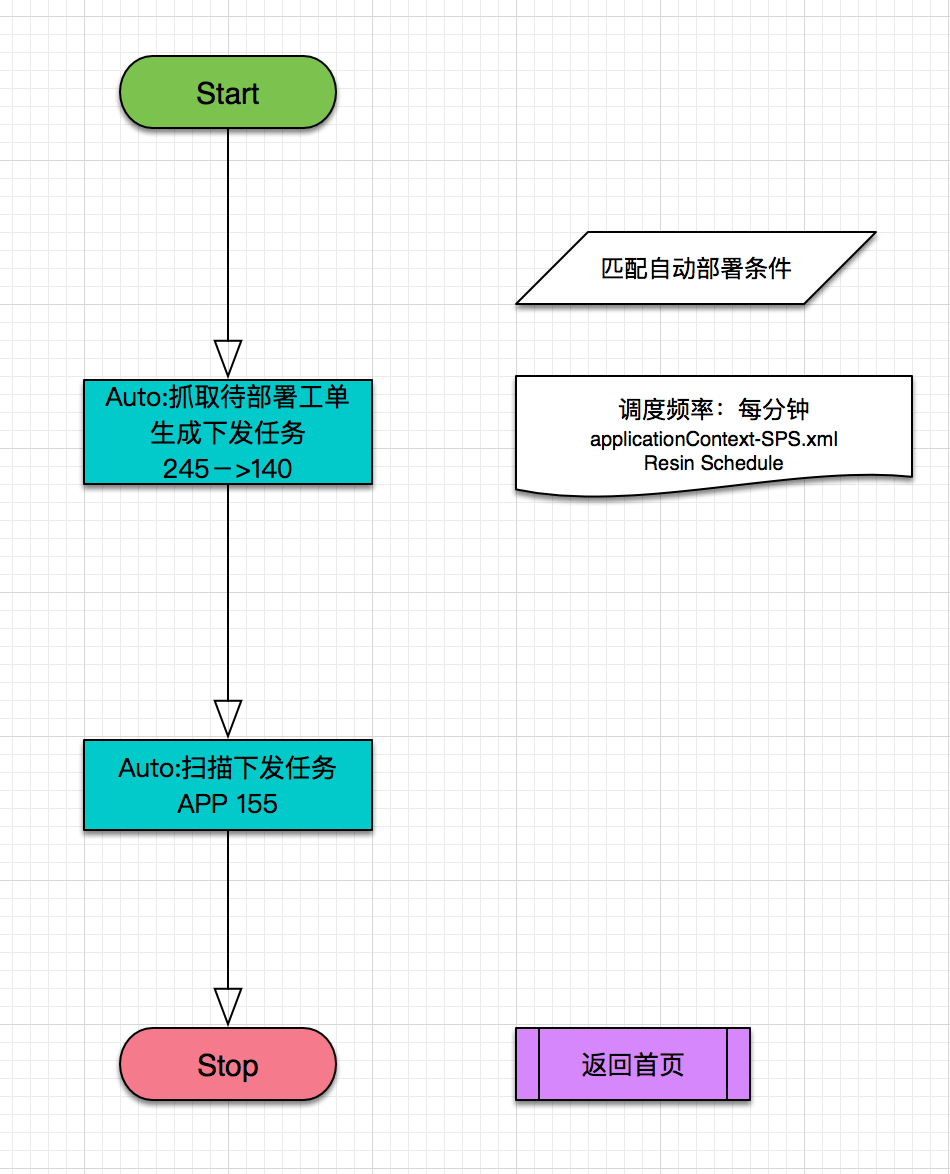 Start
匹配自动部署条件
Auto:抓取待部署工单
生成下发任务
245－>140
调度频率：每分钟
applicationContext-SPS.xml
Resin Schedule
Auto:扫描下发任务
APP 155
Stop
返回首页